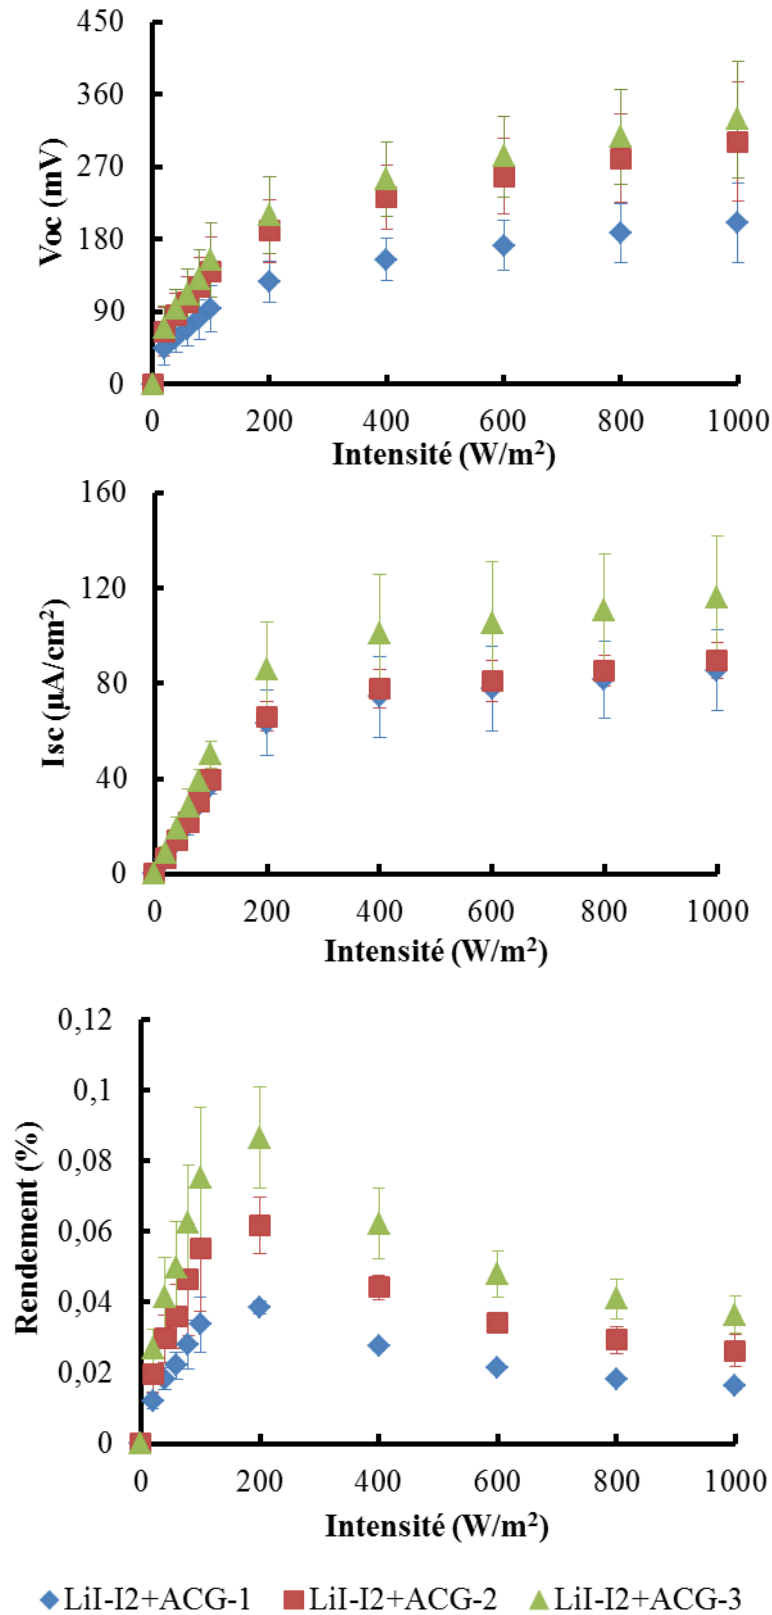 450
360
270
180
90
0
Voc (mV)
0 200 400 600 800 1000
Intensité (W/m²)
160
120
80
40
0
Isc (µA/cm²)
0 200 400 600 800 1000
Intensité (W/m²)
0,12
0,1
0,08
0,06
0,04
0,02
0
Rendement (%)
0 200 400 600 800 1000
Intensité (W/m²)
LiI-I2+ACG-1 LiI-I2+ACG-2 LiI-I2+ACG-3